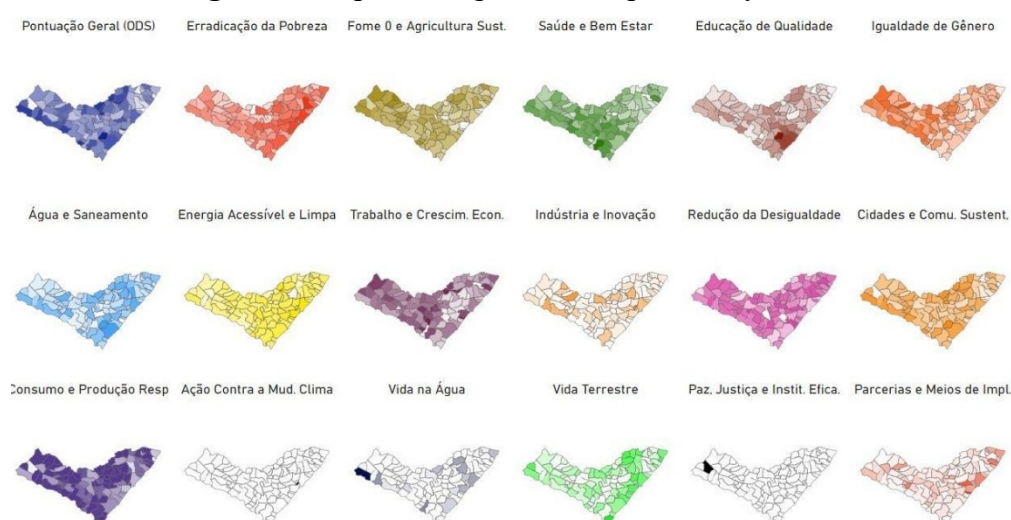 Pontuação Geral (ODS) Erradicação da Pobreza Fome 0 e Agricultura Sust. Saúde e Bem Estar Educação de Qualidade Igualdade de Gênero
Água e Saneamento Energia Acessível e Limpa Trabalho e Crescim. Econ. Indústria e Inovação Redução da Desigualdade Cidades e Comu. Sustent,
Consumo e Produção Resp Ação Contra a Mud. Clima Vida na Água Vida Terrestre Paz, Justiça e Instit. Efica. Parcerias e Meios de Impl.